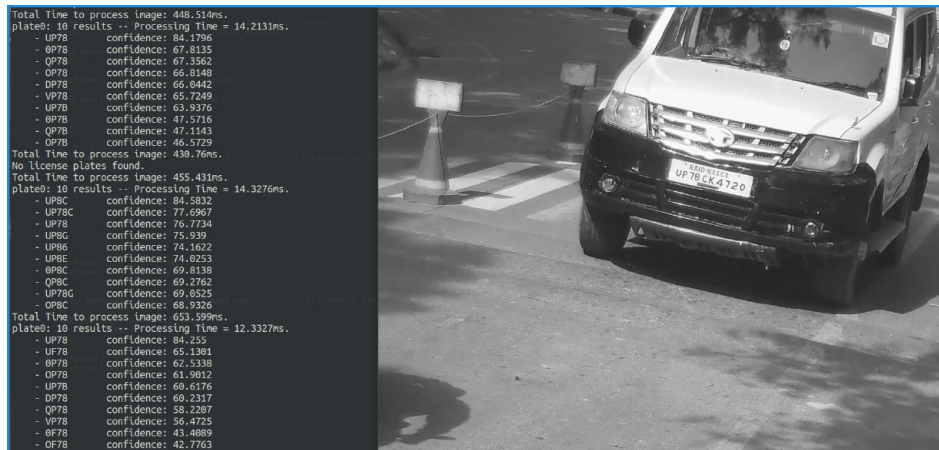 Total Time to process image: 448.514ms.
plate0: 10 results -- Processing Time = 14.2131ms.
- UP78 confidence: 84.1796
- 0P78 confidence: 67.8135
- QP78 confidence: 67.3562
- OP78 confidence: 66.8148
- DP78 confidence: 66.0442
- VP78 confidence: 65.7249
- UP7B confidence: 63.9376
- 0P7B confidence: 47.5716
- QP7B confidence: 47.1143
- OP7B confidence: 46.5729
Total Time to process image: 430.76ms.
No license plates found.
Total Time to process image: 455.431ms.
plate0: 10 results -- Processing Time = 14.3276ms.
- UP8C confidence: 84.5832
- UP78C confidence: 77.6967
- UP78 confidence: 76.7734
- UP8G confidence: 75.939
- UP86 confidence: 74.1622
- UP8E confidence: 74.0253
- 0P8C confidence: 69.8138
- QP8C confidence: 69.2762
- UP78G confidence: 69.0525
- OP8C confidence: 68.9326
Total Time to process image: 653.599ms.
plate0: 10 results -- Processing Time = 12.3327ms.
- UP78 confidence: 84.255
- UF78 confidence: 65.1301
- 0P78 confidence: 62.5338
- OP78 confidence: 61.9012
- UP7B confidence: 60.6176
- DP78 confidence: 60.2317
- QP78 confidence: 58.2207
- VP78 confidence: 56.4725
- 0F78 confidence: 43.4089
- OF78 confidence: 42.7763
UP78CK4720